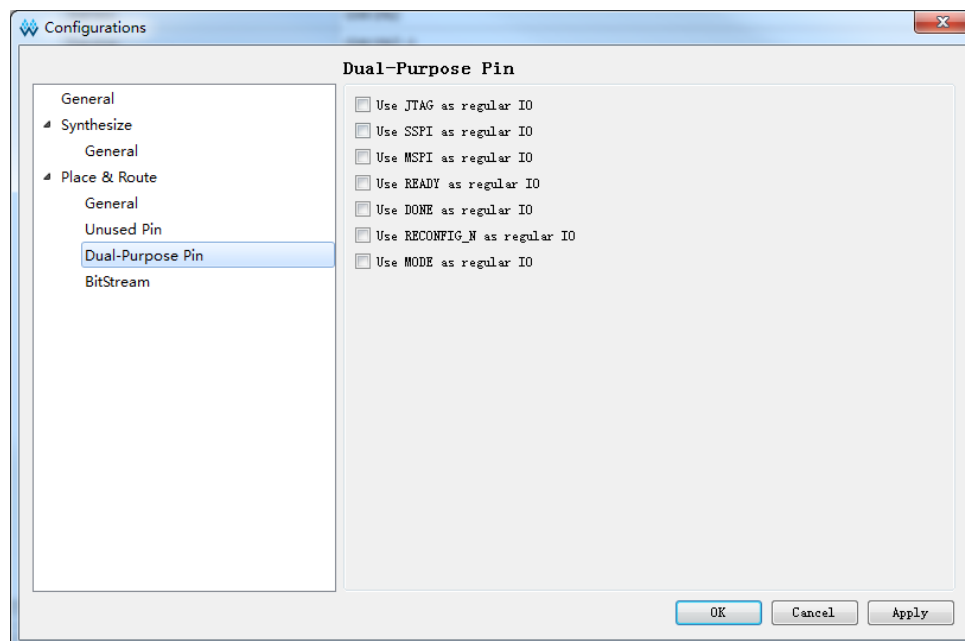 Configurations
Dual-Purpose Pin
General
Synthesize
General
Place & Route
General
Unused Pin
Dual-Purpose Pin
BitStream
Use JTAG as regular IO
Use SSPI as regular IO
Use MSPI as regular IO
Use READY as regular IO
Use DONE as regular IO
Use RECONFIG_N as regular IO
Use MODE as regular IO
OK
Cancel
Apply